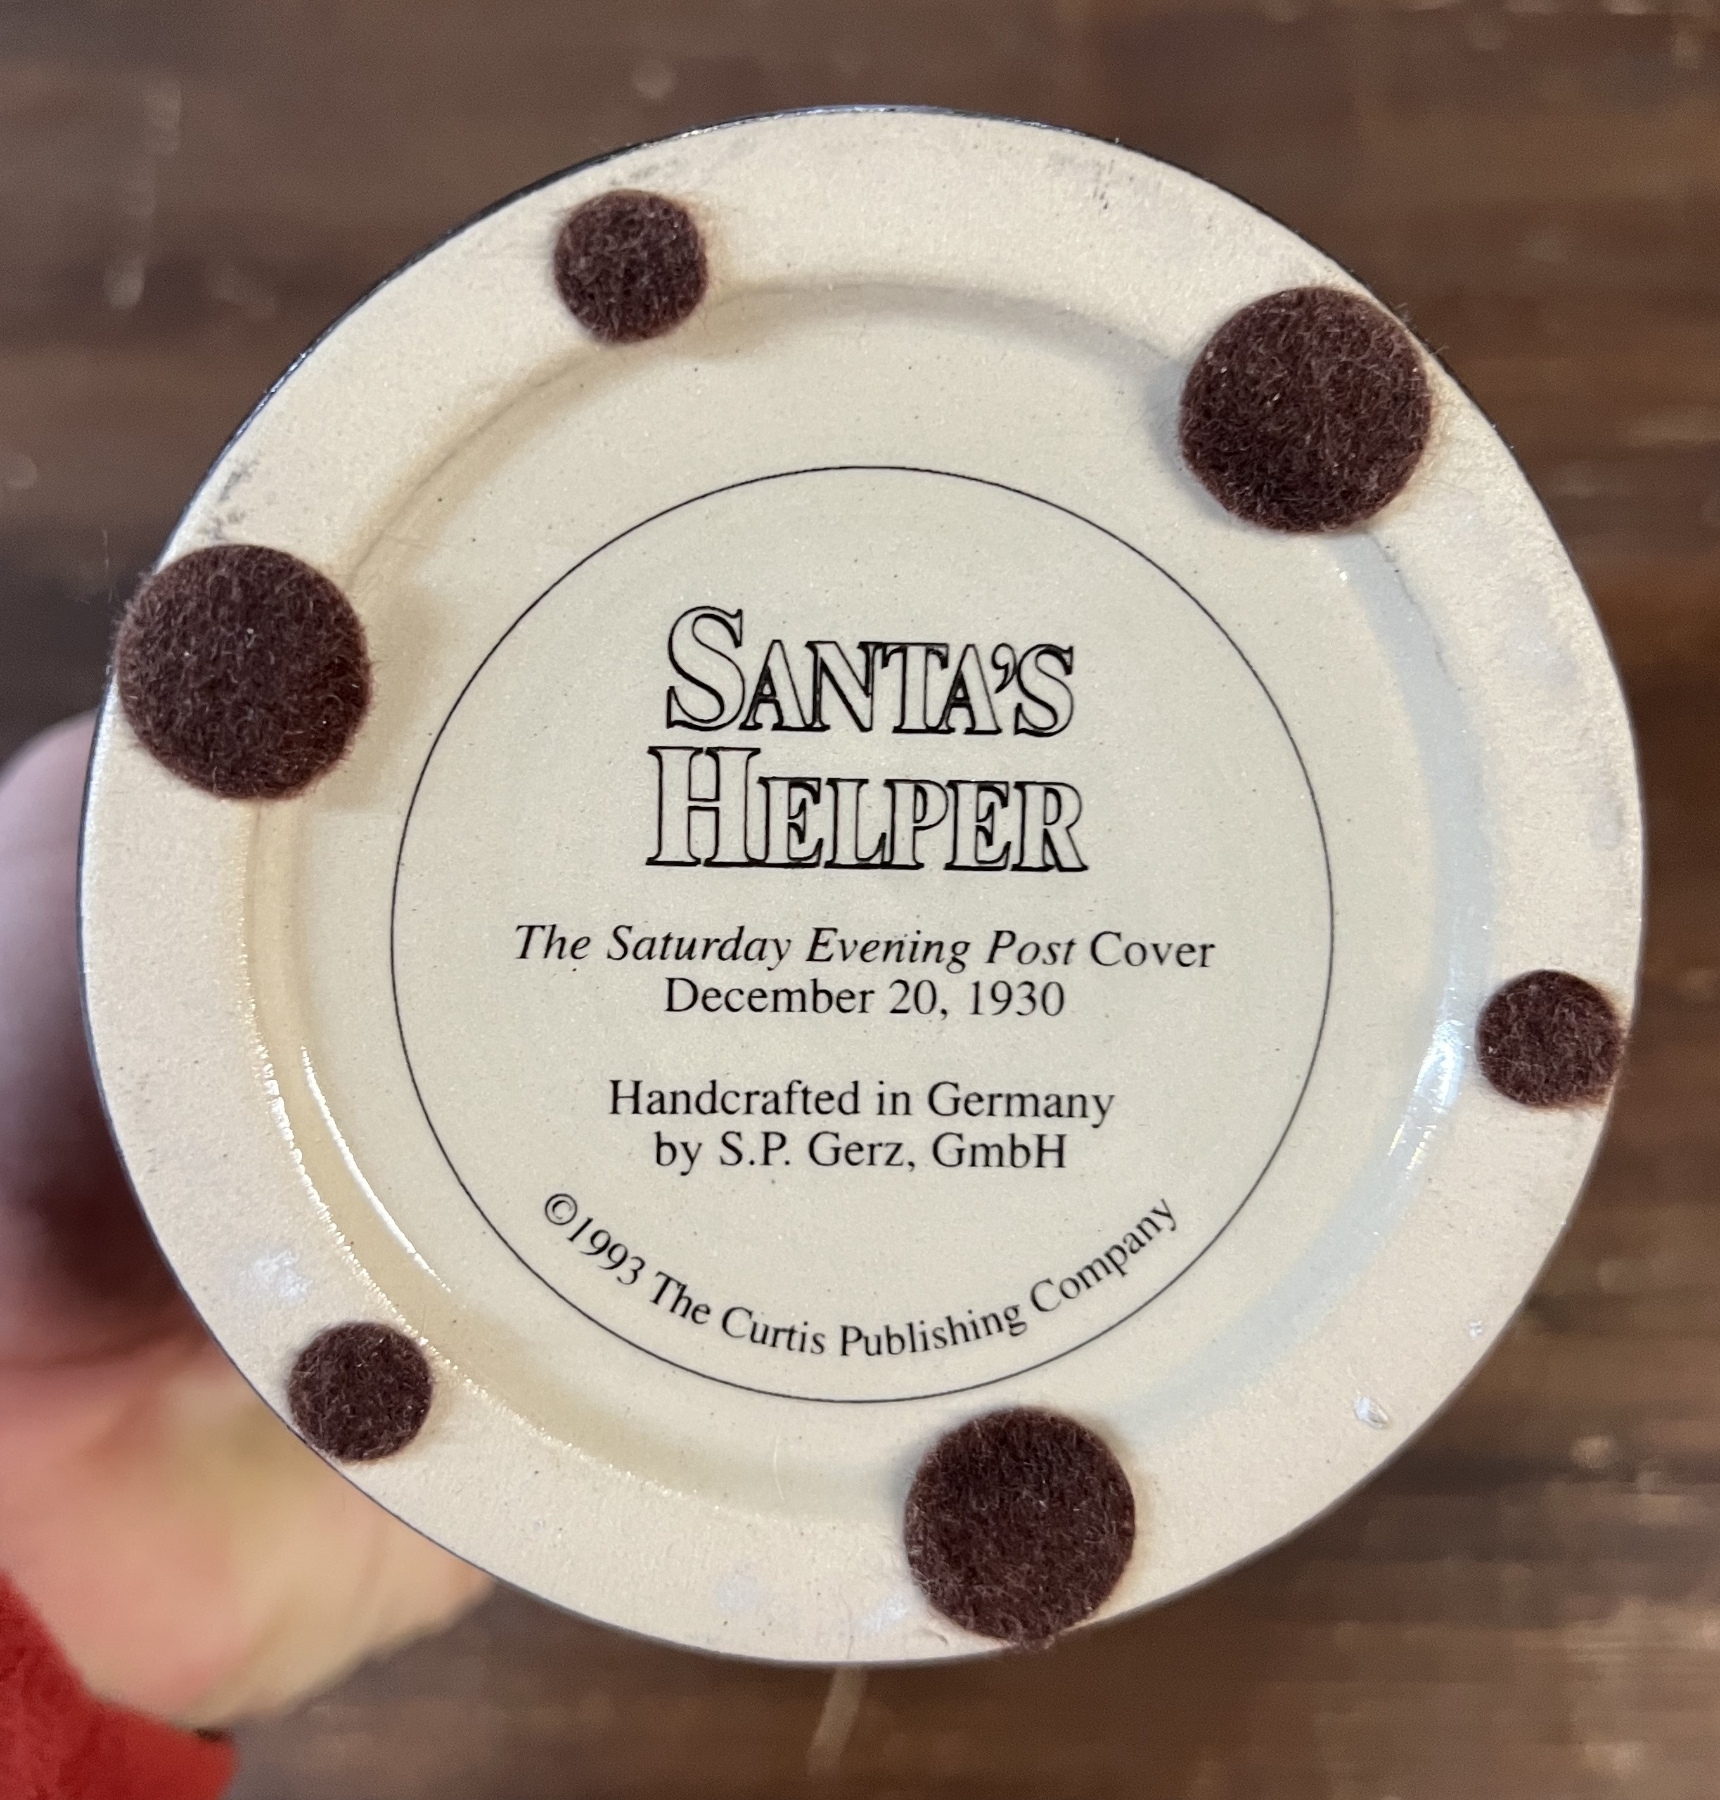 SANTA'S
HELPER
The Saturday Evening Post Cover
December 20, 1930
Handcrafted in Germany
by S.P. Gerz, GmbH
©1993 The Curtis Publishing Company